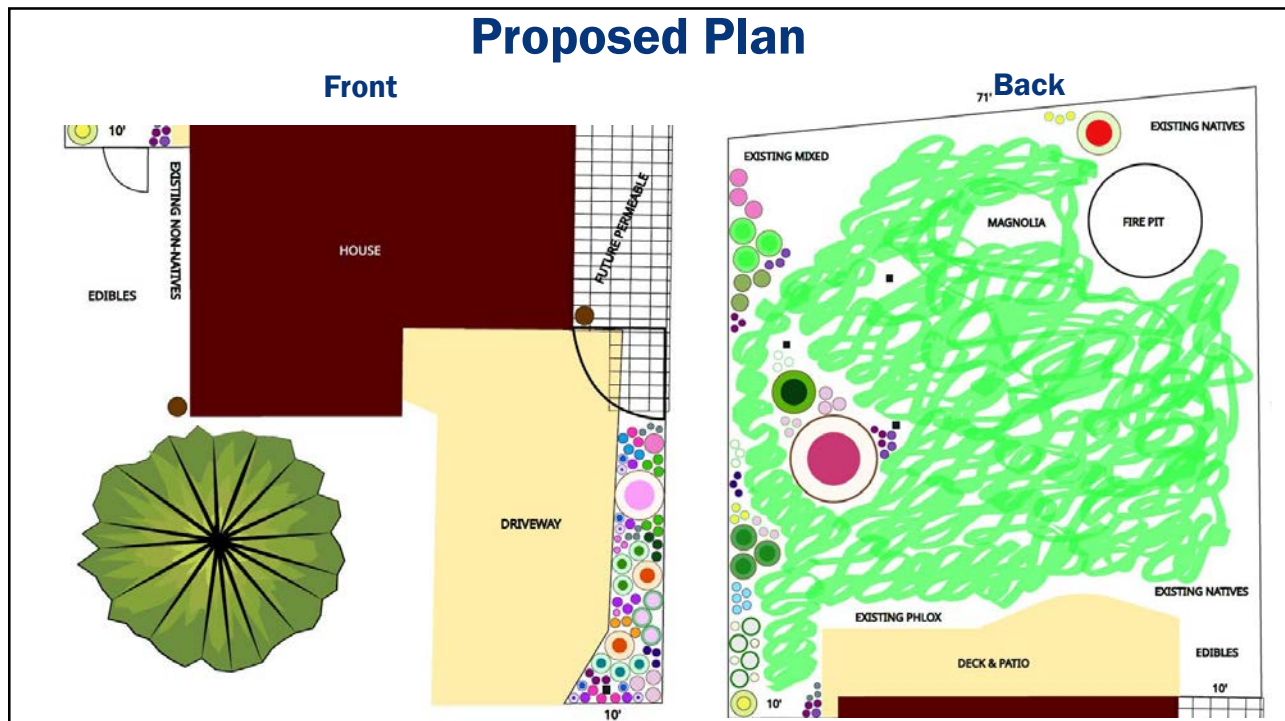 Proposed Plan
Front
Back
10'
EXISTING NON-NATIVES
HOUSE
FUTURE PERMEABLE
EDIBLES
DRIVEWAY
10'
71'
EXISTING NATIVES
EXISTING MIXED
MAGNOLIA
FIRE PIT
EXISTING NATIVES
EXISTING PHLOX
DECK & PATIO
EDIBLES
10'
10'